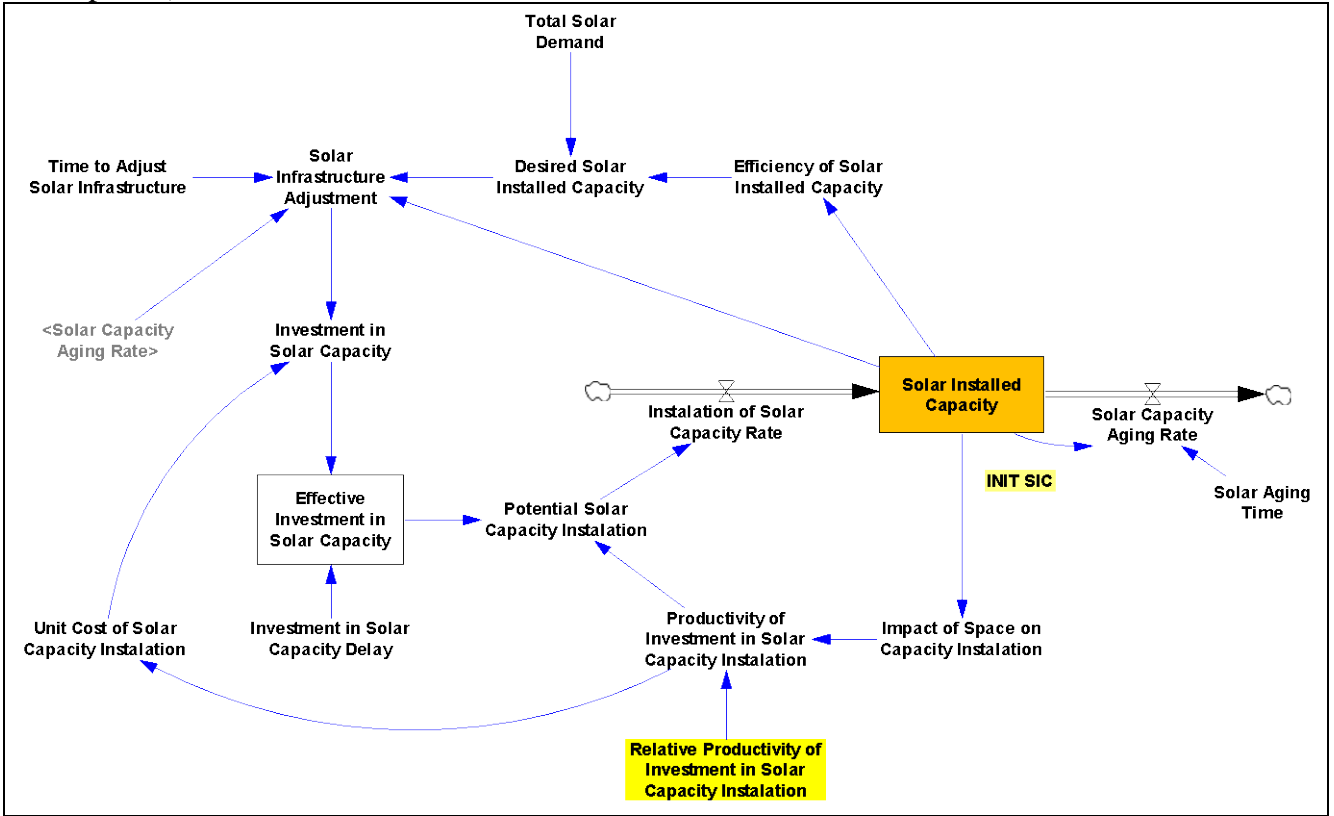 Total Solar
Demand
Time to Adjust
Solar Infrastructure
Solar
Infrastructure
Adjustment
Desired Solar
Installed Capacity
Efficiency of Solar
Installed Capacity
<Solar Capacity
Aging Rate>
Investment in
Solar Capacity
Instalation of Solar
Capacity Rate
Solar Installed
Capacity
Solar Capacity
Aging Rate
INIT SIC
Solar Aging
Time
Effective
Investment in
Solar Capacity
Potential Solar
Capacity Instalation
Unit Cost of Solar
Capacity Instalation
Investment in Solar
Capacity Delay
Productivity of
Investment in Solar
Capacity Instalation
Impact of Space on
Capacity Instalation
Relative Productivity of
Investment in Solar
Capacity Instalation